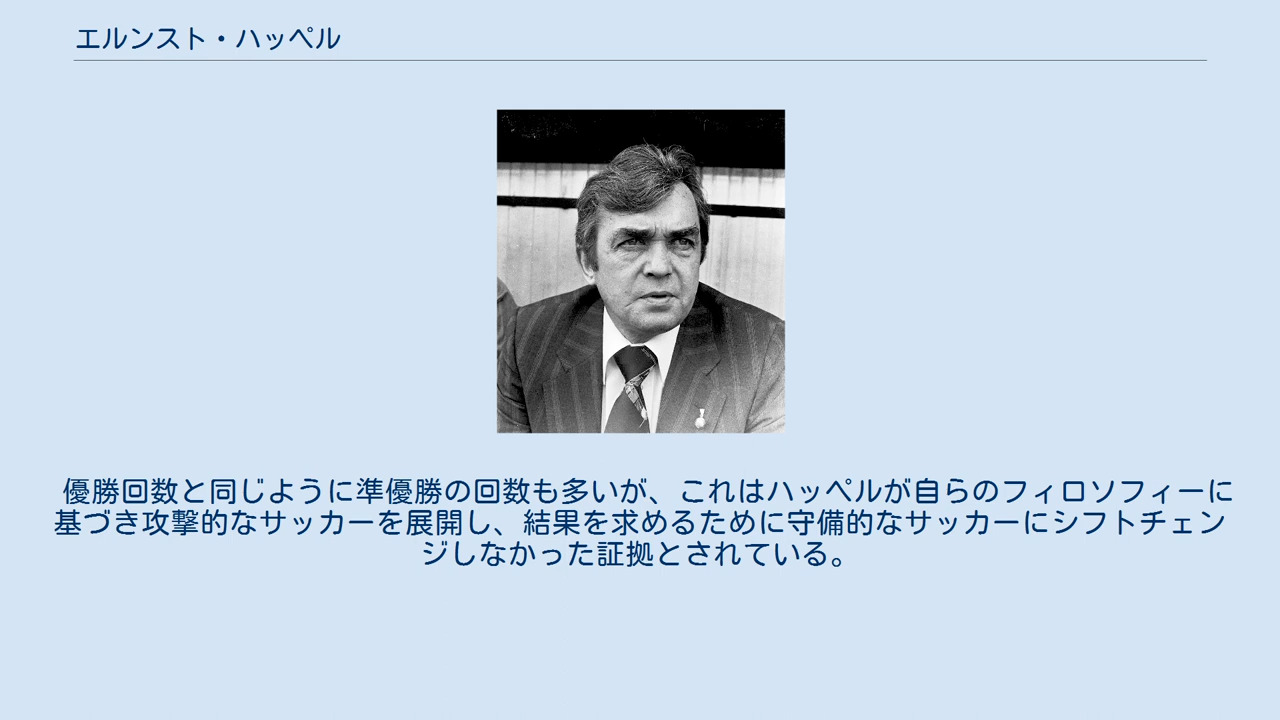 エルンスト・ハッペル
優勝回数と同じように準優勝の回数も多いが、これはハッペルが自らのフィロソフィーに
基づき攻撃的なサッカーを展開し、結果を求めるために守備的なサッカーにシフトチェン
ジしなかった証拠とされている。